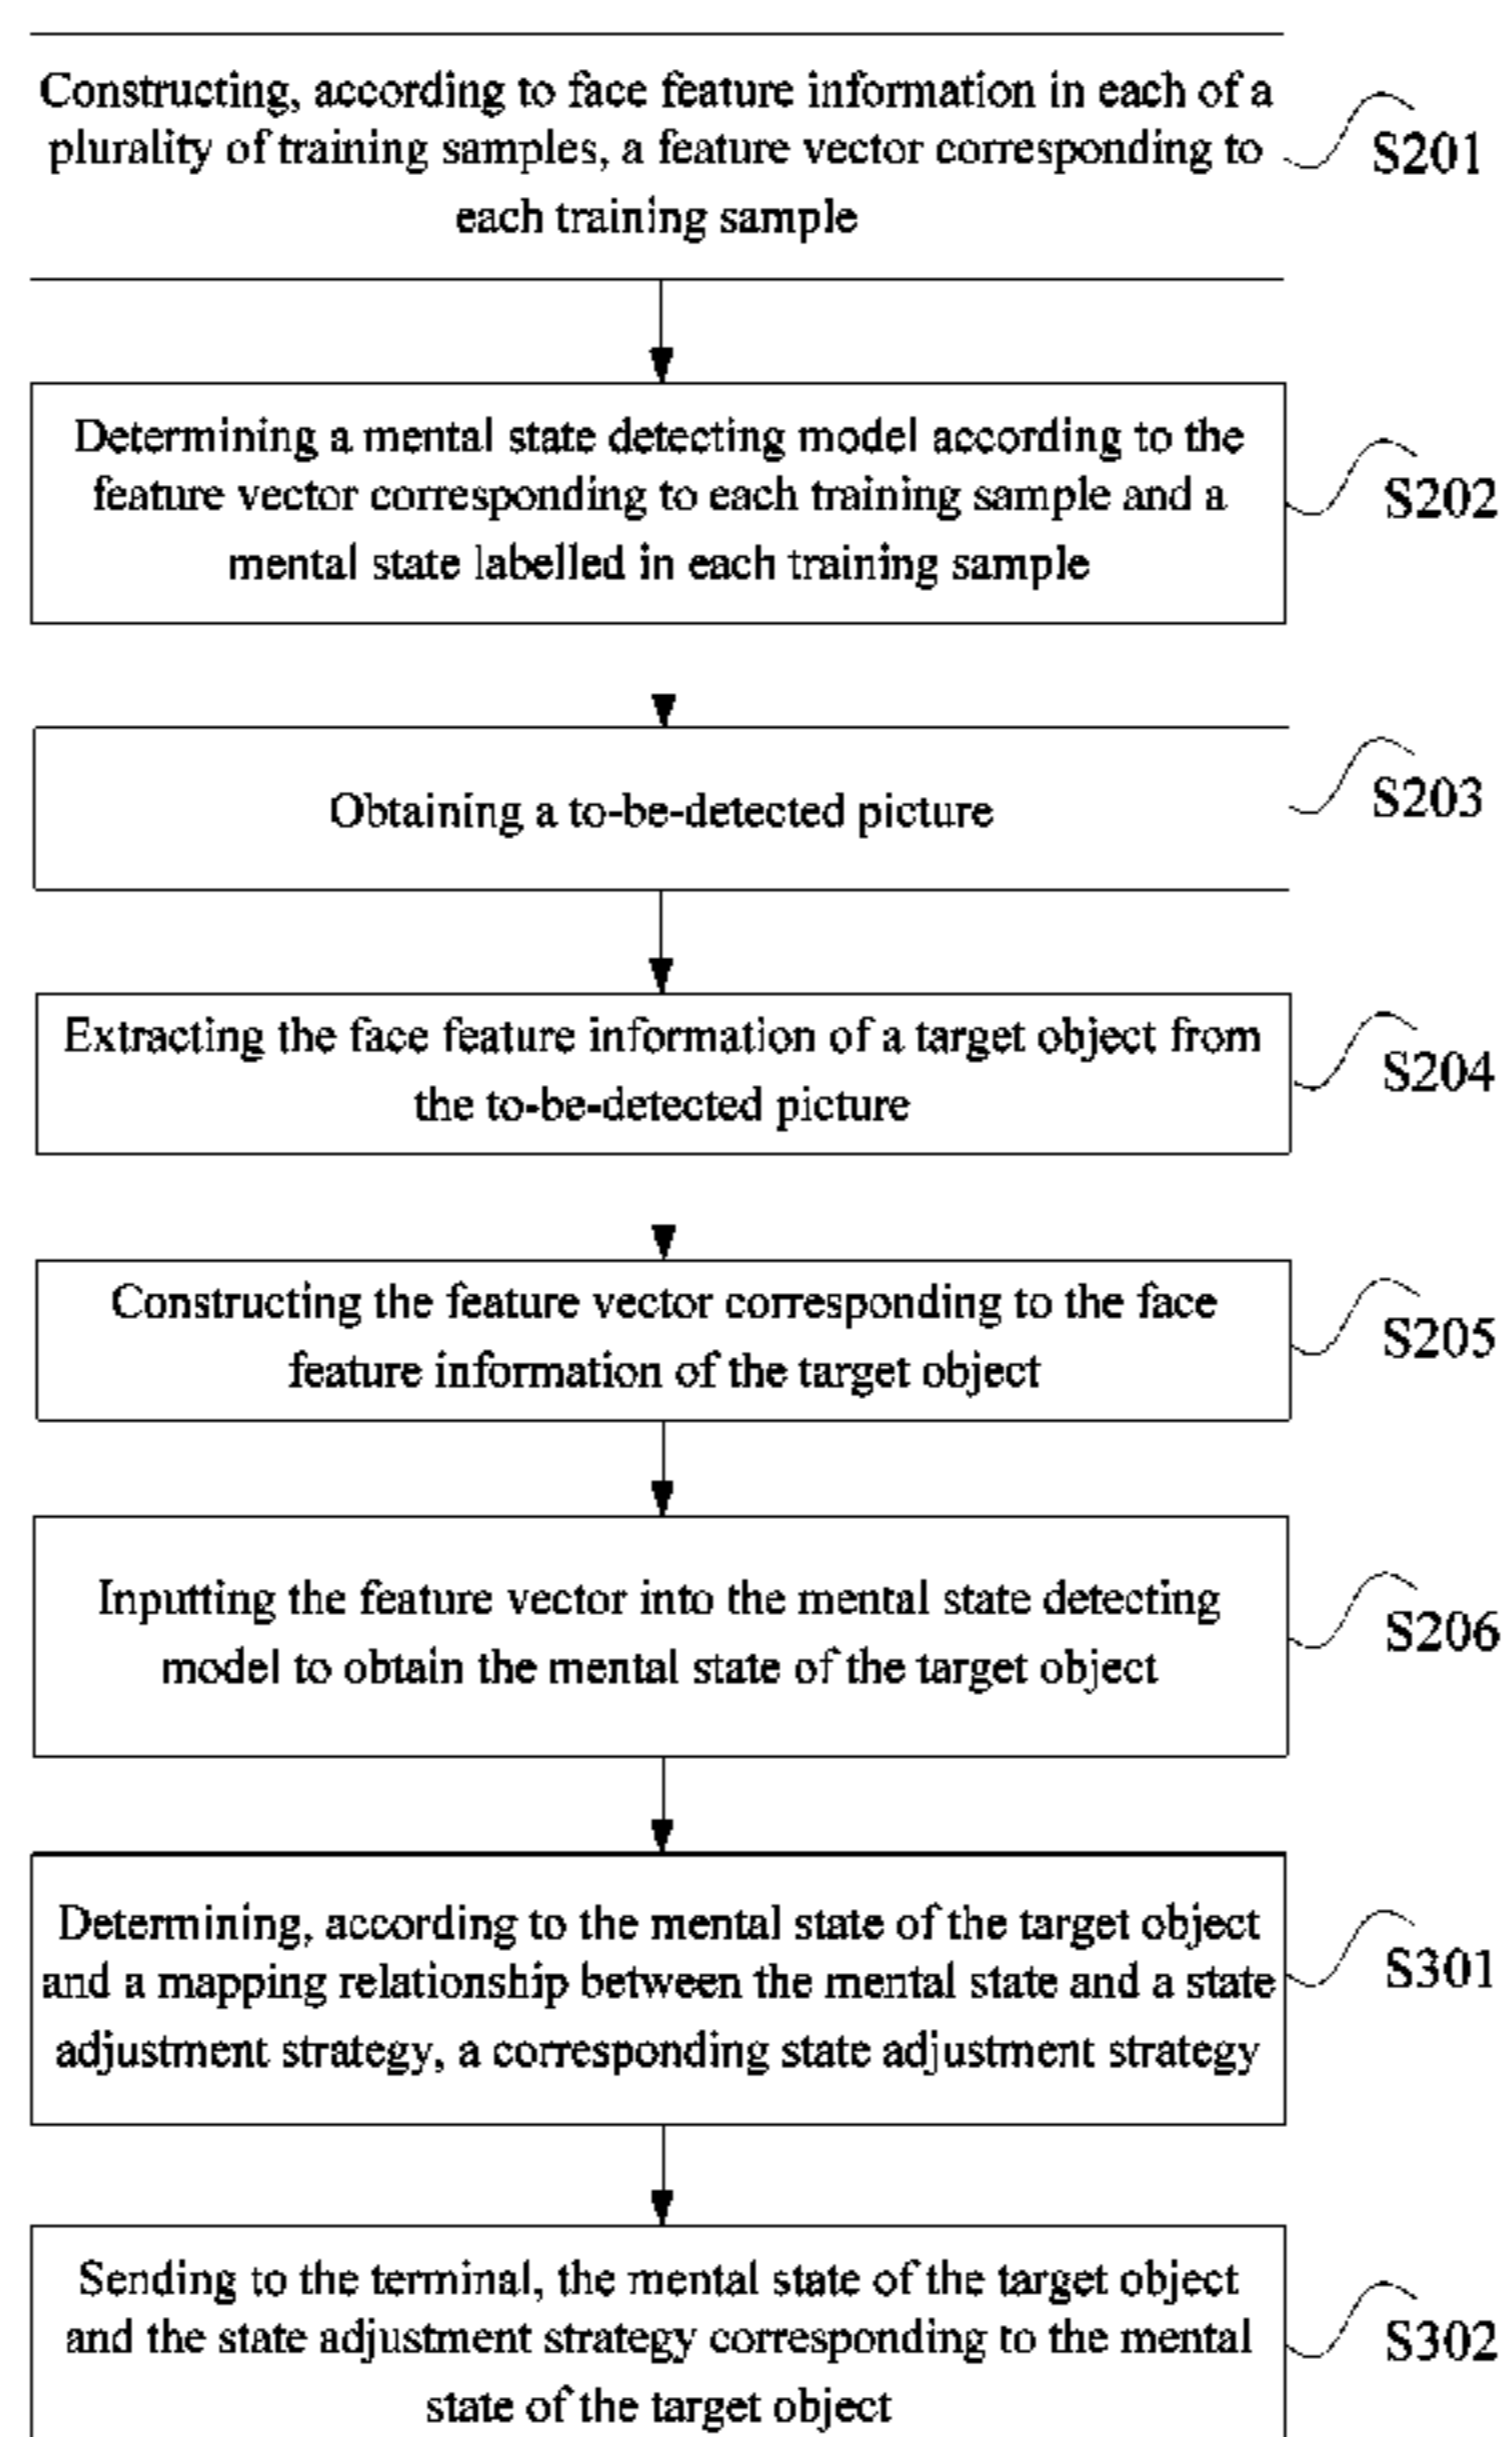 Constructing, according to face feature information in each of a
plurality of training samples, a feature vector corresponding to
each training sample
S201
Determining a mental state detecting model according to the
feature vector corresponding to each training sample and a
mental state labelled in each training sample
S202
Obtaining a to-be-detected picture
S203
Extracting the face feature information of a target object from
the to-be-detected picture
S204
Constructing the feature vector corresponding to the face
feature information of the target object
S205
Inputting the feature vector into the mental state detecting
model to obtain the mental state of the target object
S206
Determining, according to the mental state of the target object
and a mapping relationship between the mental state and a state
adjustment strategy, a corresponding state adjustment strategy
S301
Sending to the terminal, the mental state of the target object
and the state adjustment strategy corresponding to the mental
state of the target object
S302